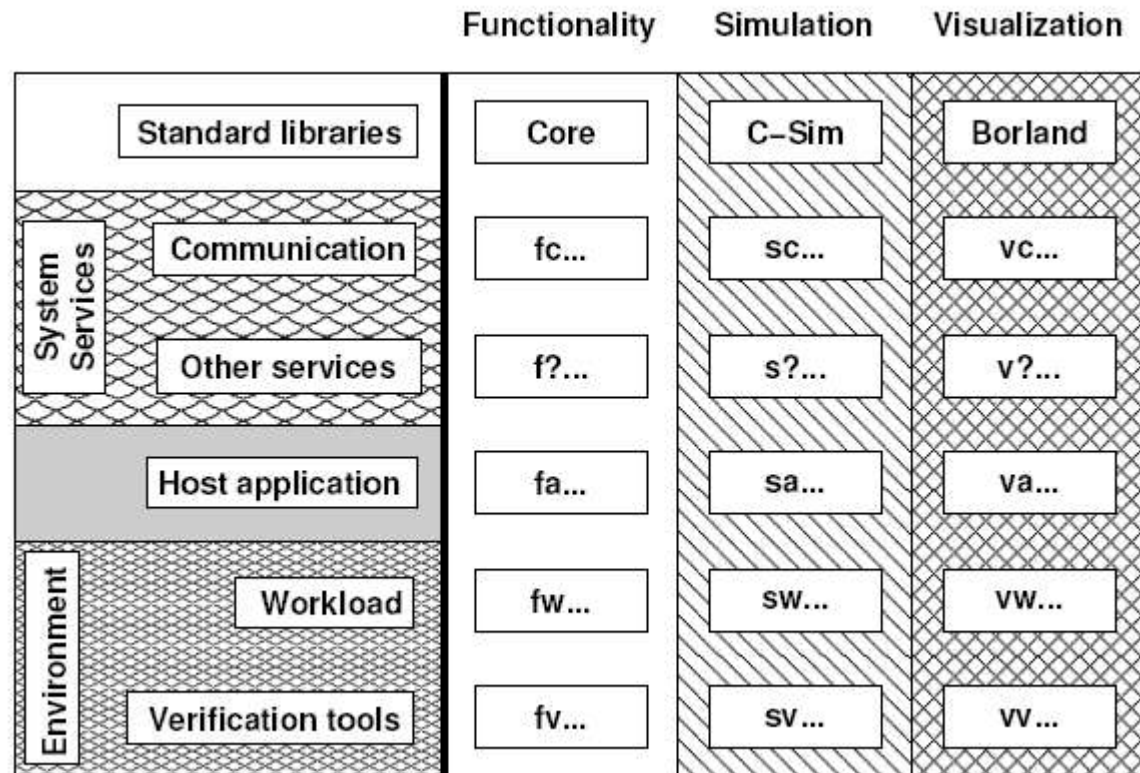 Functionality Simulation Visualization
Standard libraries Core C–Sim Borland
System
Services
Communication fc... sc... vc...
Other services f?... s?... v?...
Host application fa... sa... va...
Environment
Workload fw... sw... vw...
Verification tools fv... sv... vv...